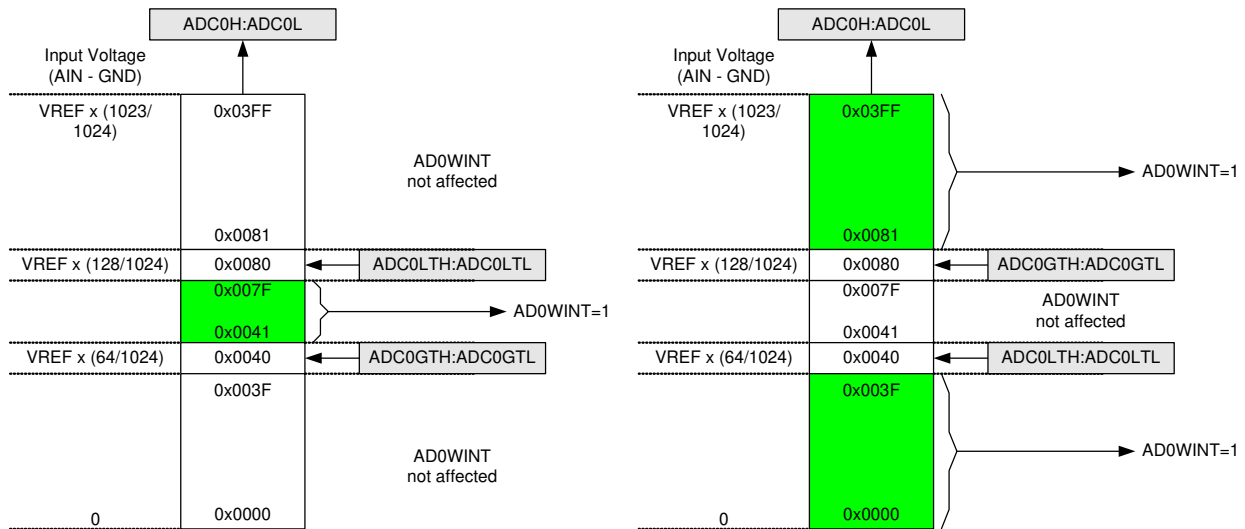 ADC0H:ADC0L
Input Voltage
(AIN - GND)
VREF x (1023/
1024)
0x03FF
AD0WINT
not affected
0x0081
VREF x (128/1024)
0x0080
ADC0LTH:ADC0LTL
0x007F
AD0WINT=1
0x0041
VREF x (64/1024)
0x0040
ADC0GTH:ADC0GTL
0x003F
AD0WINT
not affected
0
0x0000
ADC0H:ADC0L
Input Voltage
(AIN - GND)
VREF x (1023/
1024)
0x03FF
AD0WINT=1
0x0081
VREF x (128/1024)
0x0080
ADC0GTH:ADC0GTL
0x007F
AD0WINT
not affected
0x0041
VREF x (64/1024)
0x0040
ADC0LTH:ADC0LTL
0x003F
AD0WINT=1
0
0x0000